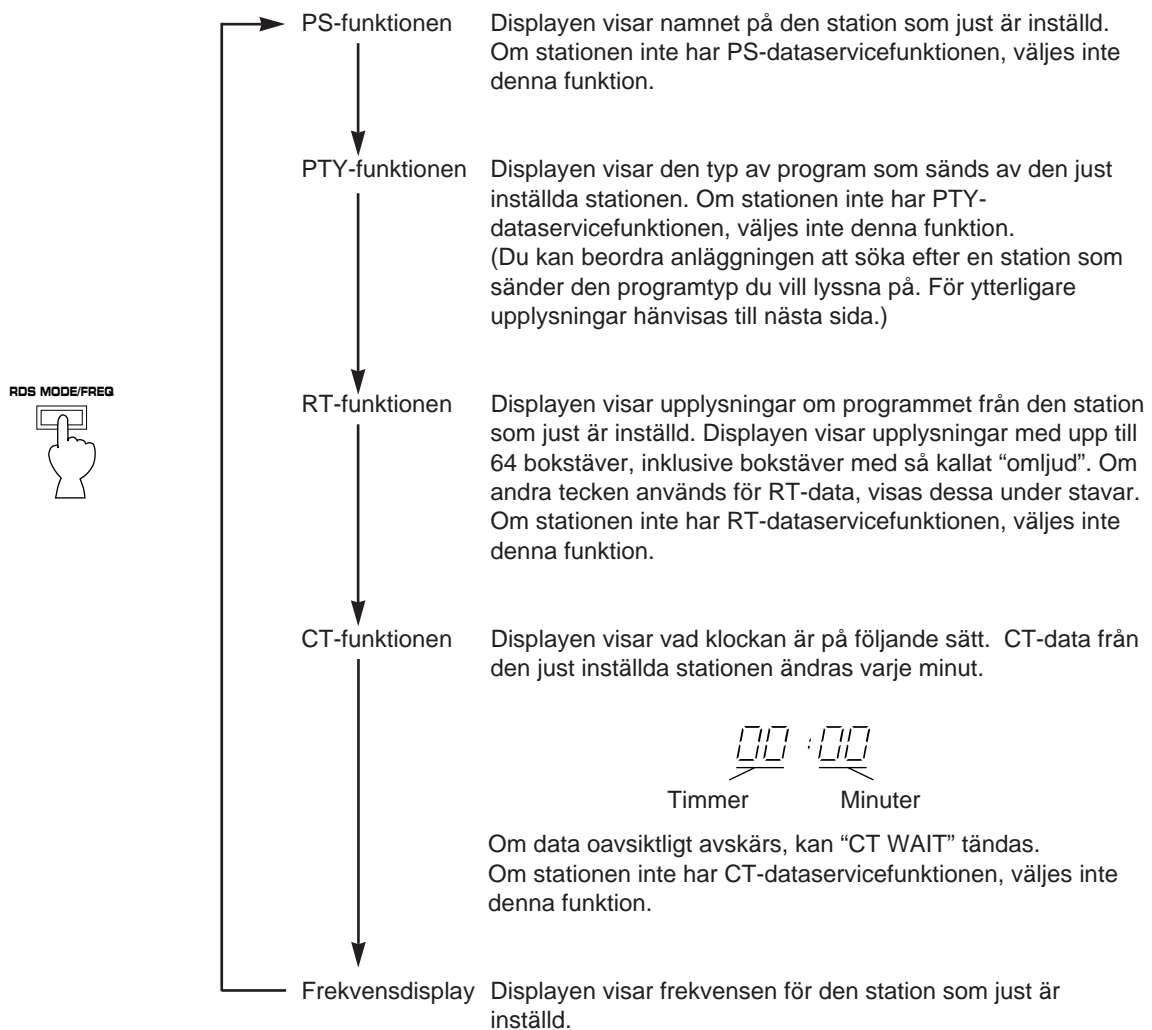 PS-funktionen Displayen visar namnet på den station som just är inställd.
Om stationen inte har PS-dataservicefunktionen, väljes inte
denna funktion.
PTY-funktionen Displayen visar den typ av program som sänds av den just
inställda stationen. Om stationen inte har PTY-
dataservicefunktionen, väljes inte denna funktion.
(Du kan beordra anläggningen att söka efter en station som
sänder den programtyp du vill lyssna på. För ytterligare
upplysningar hänvisas till nästa sida.)
RDS MODE/FREQ
RT-funktionen Displayen visar upplysningar om programmet från den station
som just är inställd. Displayen visar upplysningar med upp till
64 bokstäver, inklusive bokstäver med så kallat “omljud”. Om
andra tecken används för RT-data, visas dessa under stavar.
Om stationen inte har RT-dataservicefunktionen, väljes inte
denna funktion.
CT-funktionen Displayen visar vad klockan är på följande sätt. CT-data från
den just inställda stationen ändras varje minut.
00 : 00
Timmer Minuter
Om data oavsiktligt avskärs, kan “CT WAIT” tändas.
Om stationen inte har CT-dataservicefunktionen, väljes inte
denna funktion.
Frekvensdisplay Displayen visar frekvensen för den station som just är
inställd.